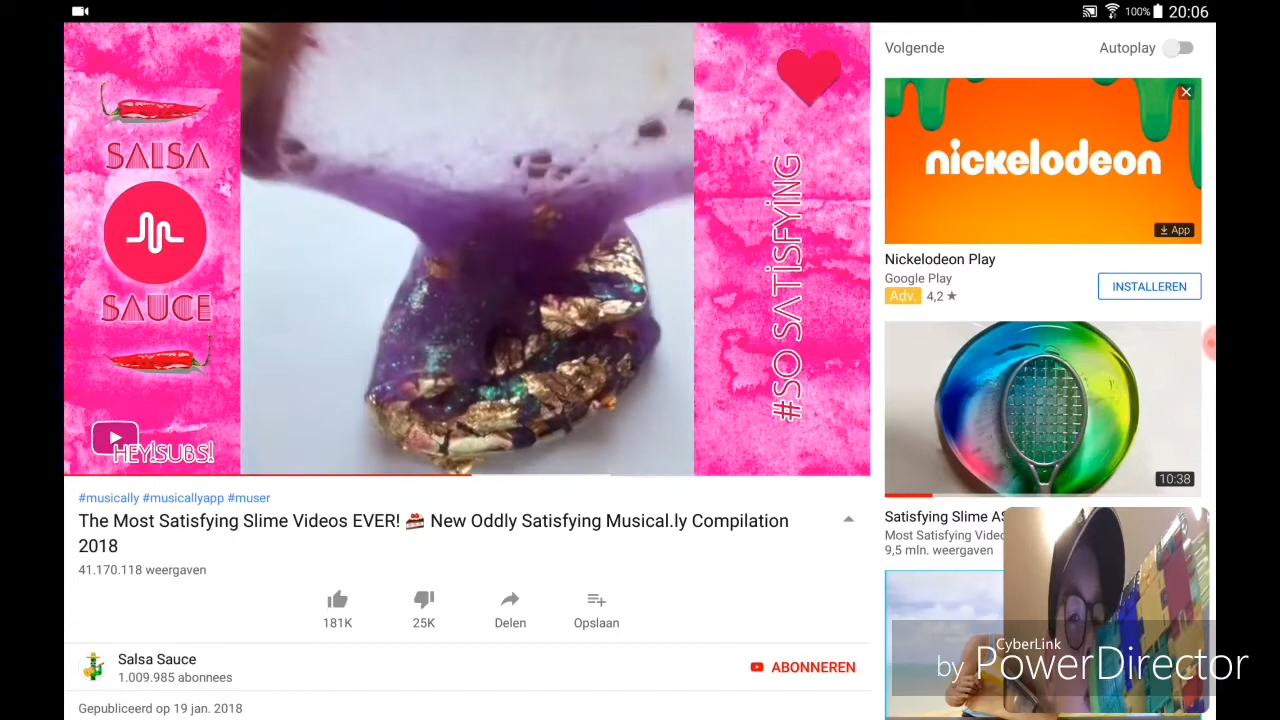 100% 20:06
SALSA
SAUCE
HEY!SUBS!
#SO SATISFYING
#musically #musicallyapp #muser
The Most Satisfying Slime Videos EVER! 🍰 New Oddly Satisfying Musical.ly Compilation
2018
41.170.118 weergaven
181K
25K
Delen
Opslaan
Salsa Sauce
1.009.985 abonnees
ABONNEREN
Gepubliceerd op 19 jan. 2018
Volgende
Autoplay
nickelodeon
App
Nickelodeon Play
Google Play
Adv. 4,2 ★
INSTALLEREN
10:38
Satisfying Slime
Most Satisfying
9,5 mln. weergaven
CyberLink
by PowerDirector